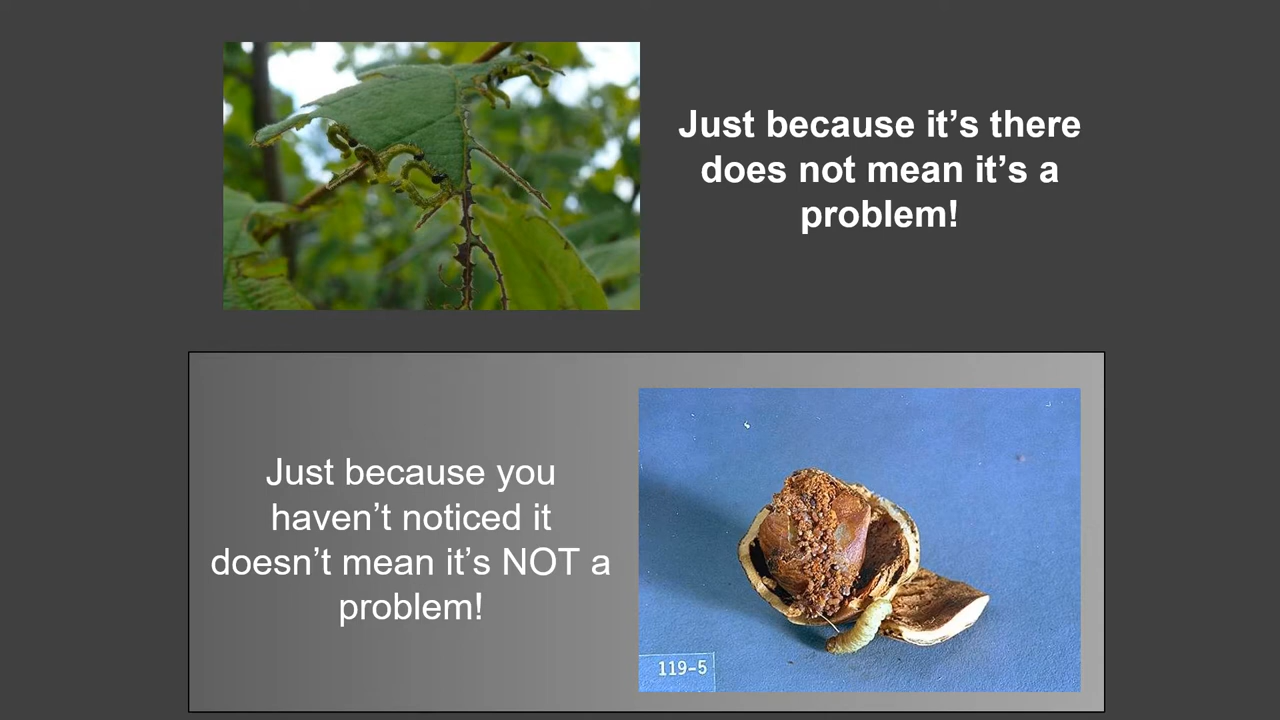 Just because it’s there
does not mean it’s a
problem!
Just because you
haven’t noticed it
doesn’t mean it’s NOT a
problem!
119-5